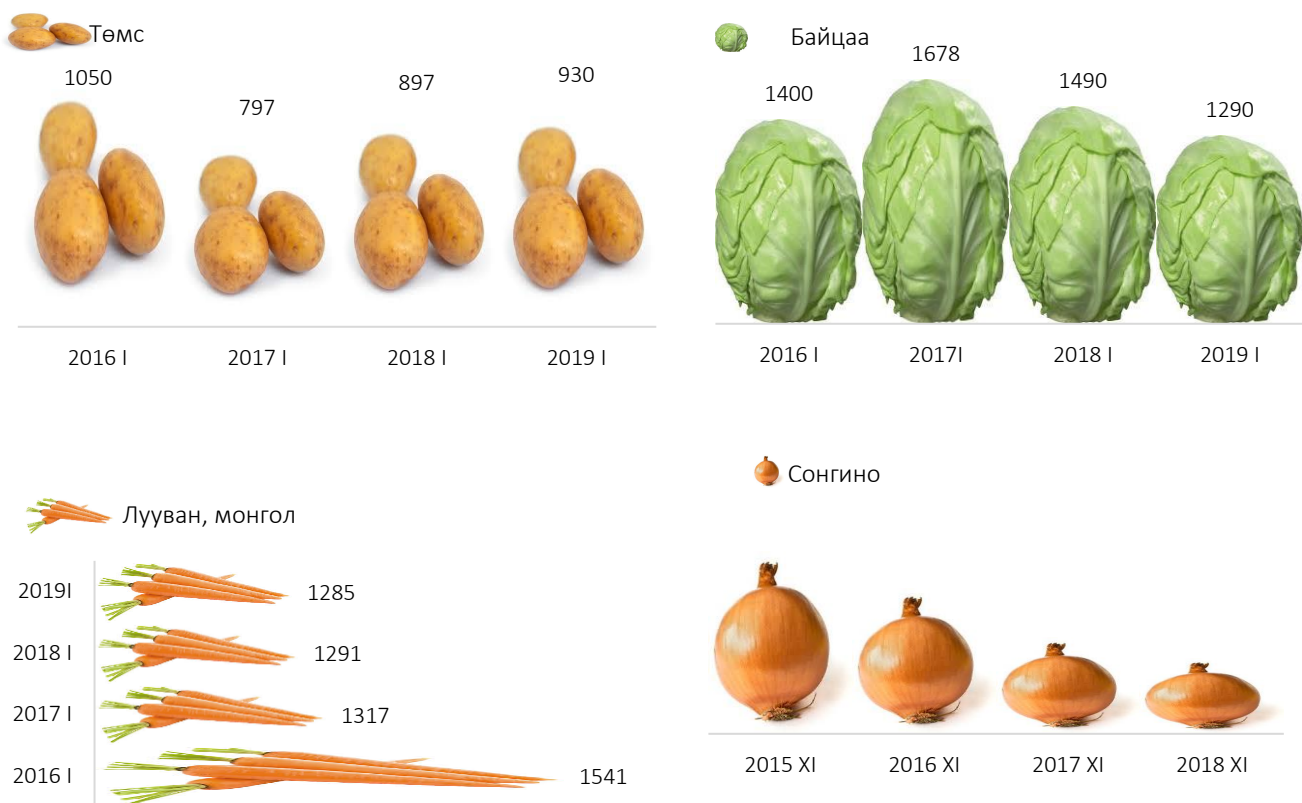 Төмс
1050
797
897
930
2016 I
2017 I
2018 I
2019 I
Байцаа
1400
1678
1490
1290
2016 I
2017I
2018 I
2019 I
Лууван, монгол
2019I
1285
2018 I
1291
2017 I
1317
2016 I
1541
Сонгино
2015 XI
2016 XI
2017 XI
2018 XI